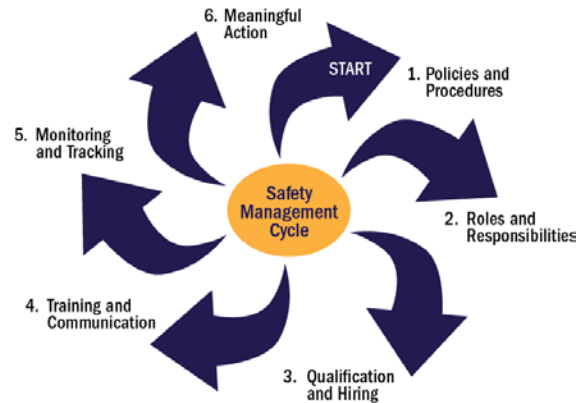 START
1. Policies and
Procedures
2. Roles and
Responsibilities
3. Qualification
and Hiring
4. Training and
Communication
5. Monitoring
and Tracking
6. Meaningful
Action
Safety
Management
Cycle